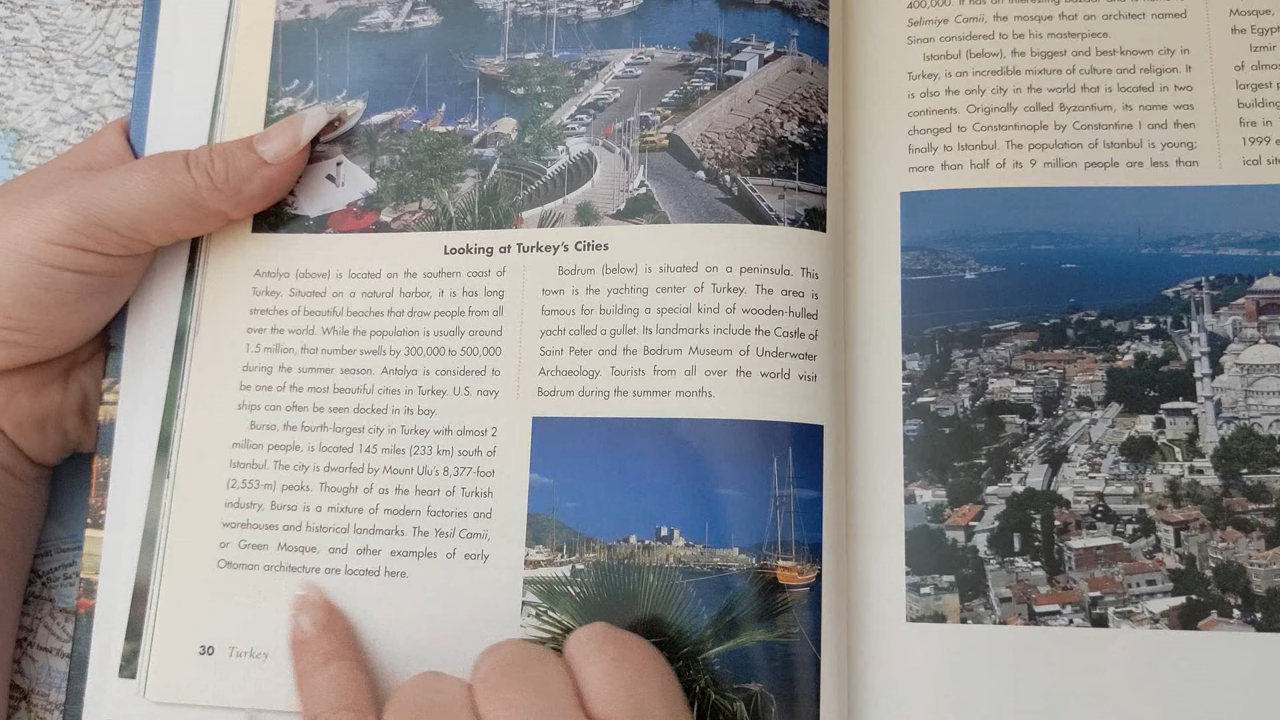 Looking at Turkey's Cities
Antalya (above) is located on the southern coast of
Turkey. Situated on a natural harbor, it has long
stretches of beautiful beaches that draw people from all
over the world. While the population is usually around
1.5 million, that number swells by 300,000 to 500,000
during the summer season. Antalya is considered to
be one of the most beautiful cities in Turkey. U.S. navy
ships can often be seen docked in its bay.
Bursa, the fourth-largest city in Turkey with almost 2
million people, is located 145 miles (233 km) south of
Istanbul. The city is dwarfed by Mount Ulu's 8,377-foot
(2,553-m) peaks. Thought of as the heart of Turkish
industry, Bursa is a mixture of modern factories and
warehouses and historical landmarks. The Yesil Camii,
or Green Mosque, and other examples of early
Ottoman architecture are located here.
Bodrum (below) is situated on a peninsula. This
town is the yachting center of Turkey. The area is
famous for building a special kind of wooden-hulled
yacht called a gullet. Its landmarks include the Castle of
Saint Peter and the Bodrum Museum of Underwater
Archaeology. Tourists from all over the world visit
Bodrum during the summer months.
30 Turkey
400,000. It has an interesting
Selimiye Camii, the mosque that an architect named
Sinan considered to be his masterpiece.
Istanbul (below), the biggest and best-known city in
Turkey, is an incredible mixture of culture and religion. It
is also the only city in the world that is located in two
continents. Originally called Byzantium, its name was
changed to Constantinople by Constantine I and then
finally to Istanbul. The population of Istanbul is young;
more than half of its 9 million people are less than
Mosque,
the Egypt
Izmir
of almo
largest p
building
fire in
1999 e
ical sit